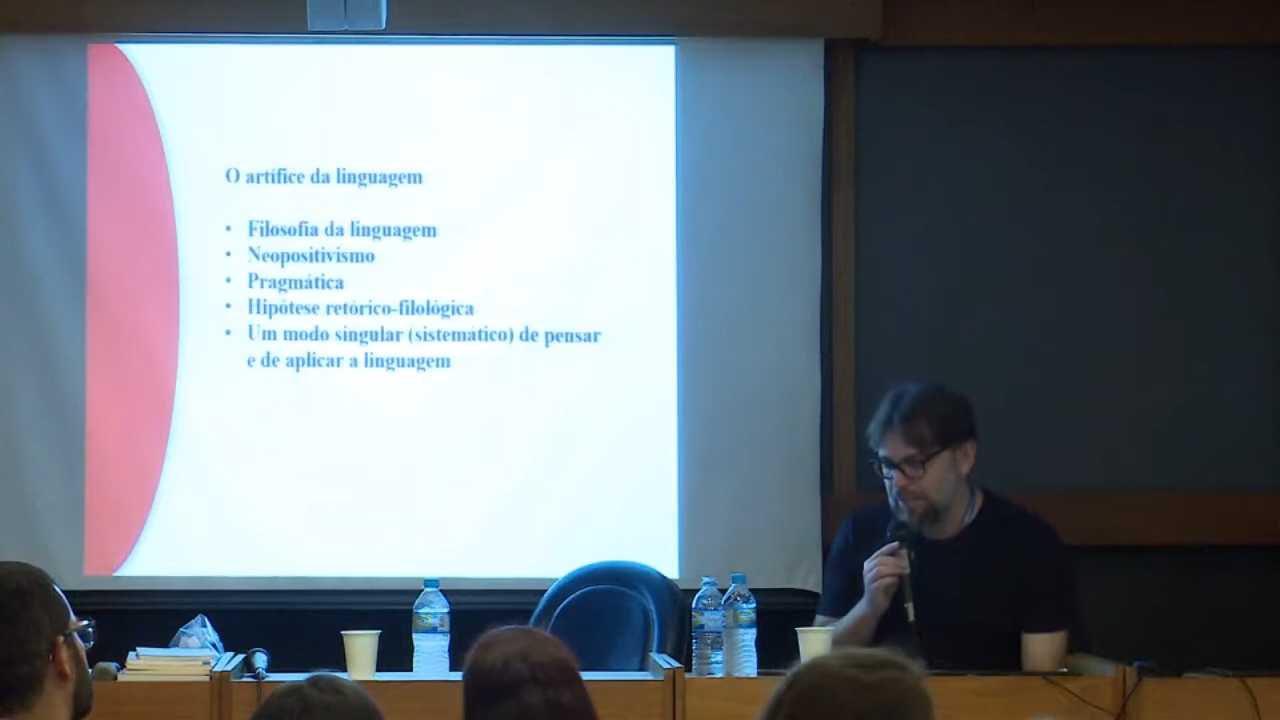 O artífice da linguagem
• Filosofia da linguagem
• Neopositivismo
• Pragmática
• Hipótese retórico-filológica
• Um modo singular (sistemático) de pensar
e de aplicar a linguagem